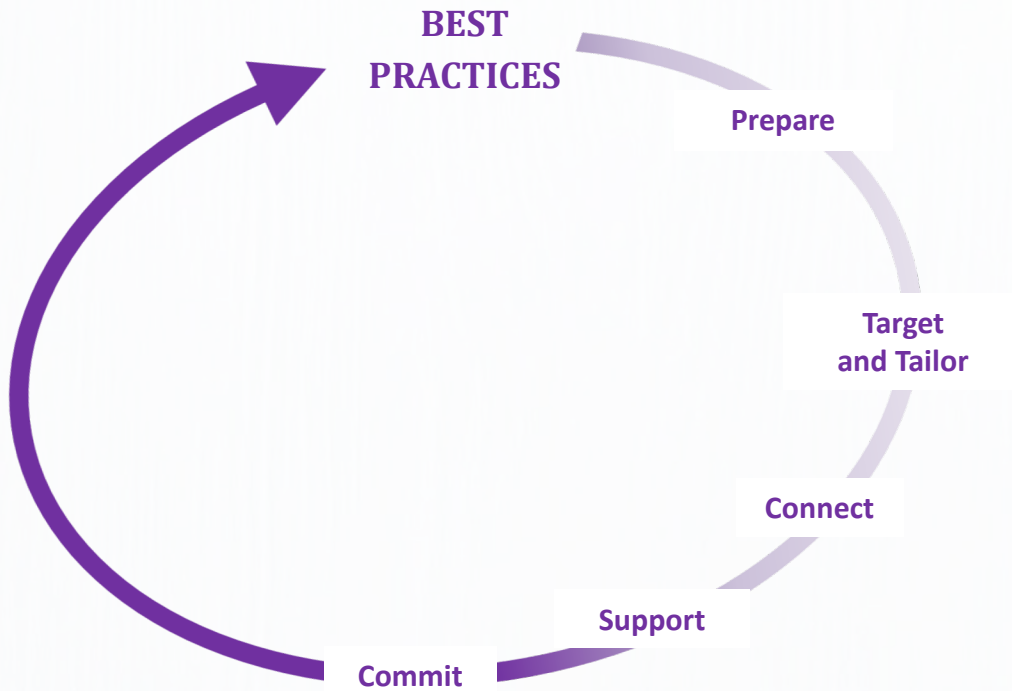 BEST
PRACTICES
Prepare
Target
and Tailor
Connect
Support
Commit